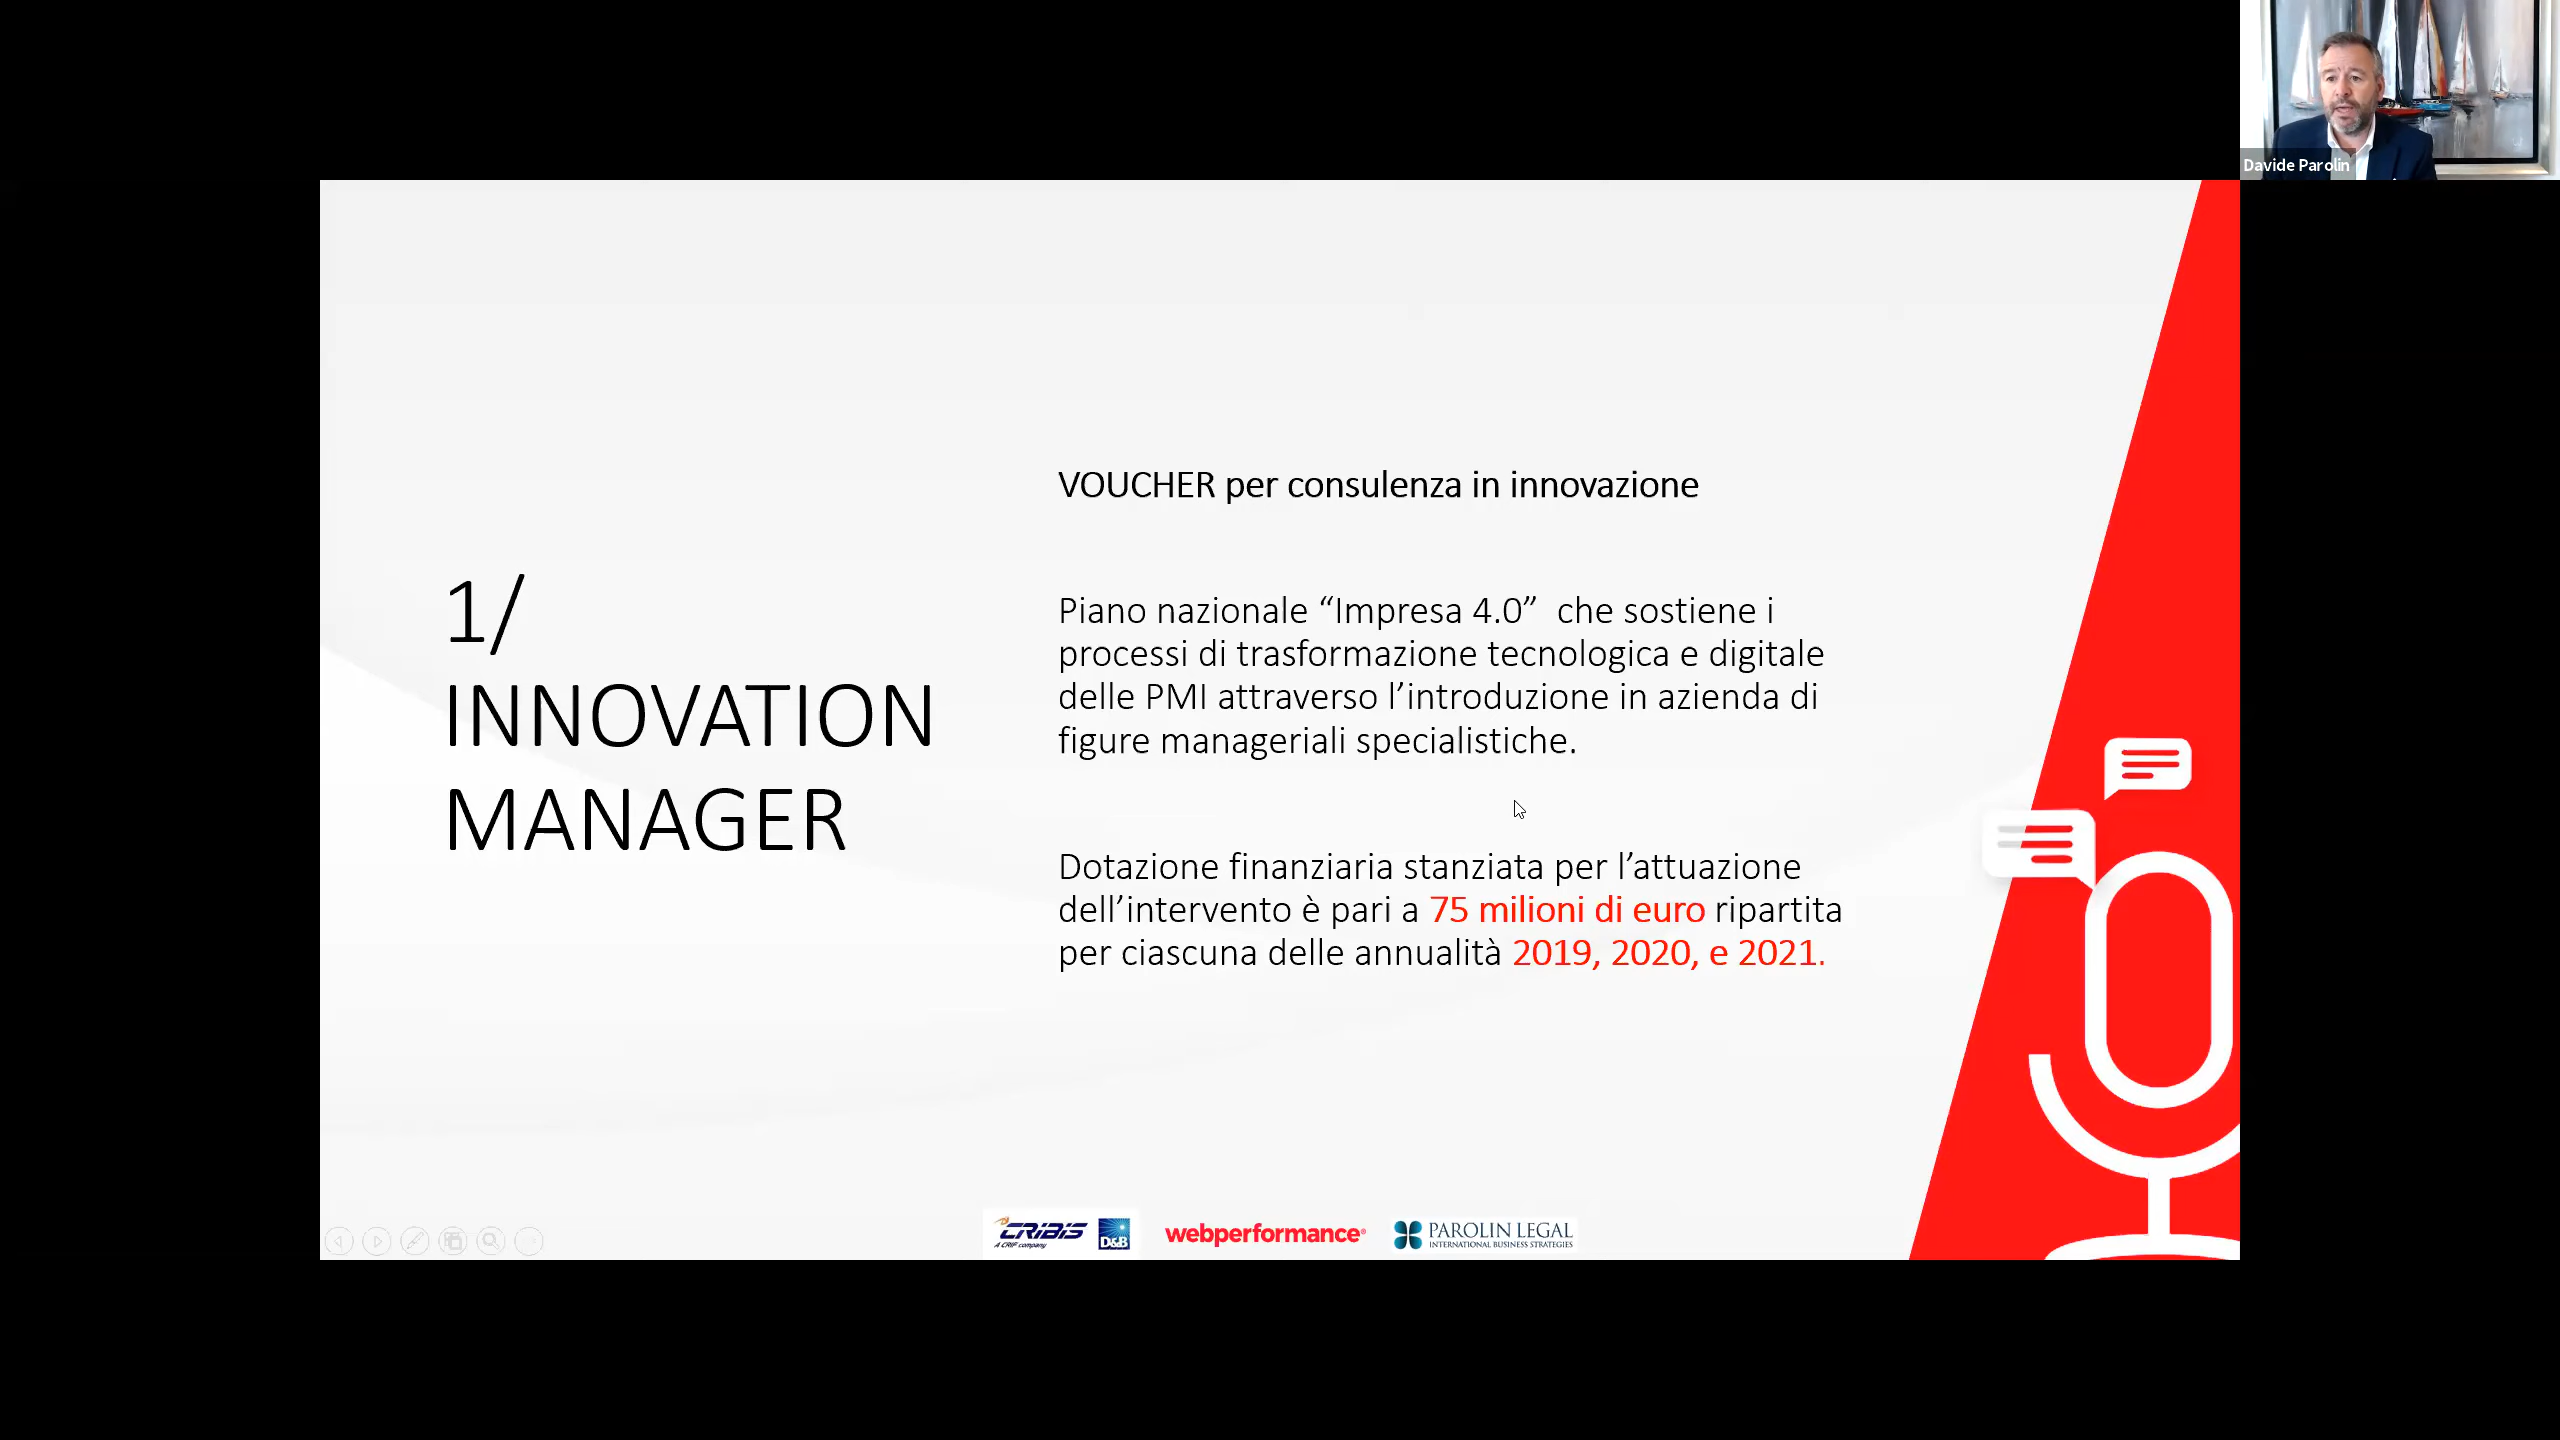 Davide Parolin
1/
INNOVATION
MANAGER
VOUCHER per consulenza in innovazione
Piano nazionale “Impresa 4.0”  che sostiene i
processi di trasformazione tecnologica e digitale
delle PMI attraverso l’introduzione in azienda di
figure manageriali specialistiche.
Dotazione finanziaria stanziata per l’attuazione
dell’intervento è pari a 75 milioni di euro ripartita
per ciascuna delle annualità 2019, 2020, e 2021.
CRIBIS
A CRIF company
D&B
webperformance®
PAROLIN LEGAL
INTERNATIONAL BUSINESS STRATEGIES